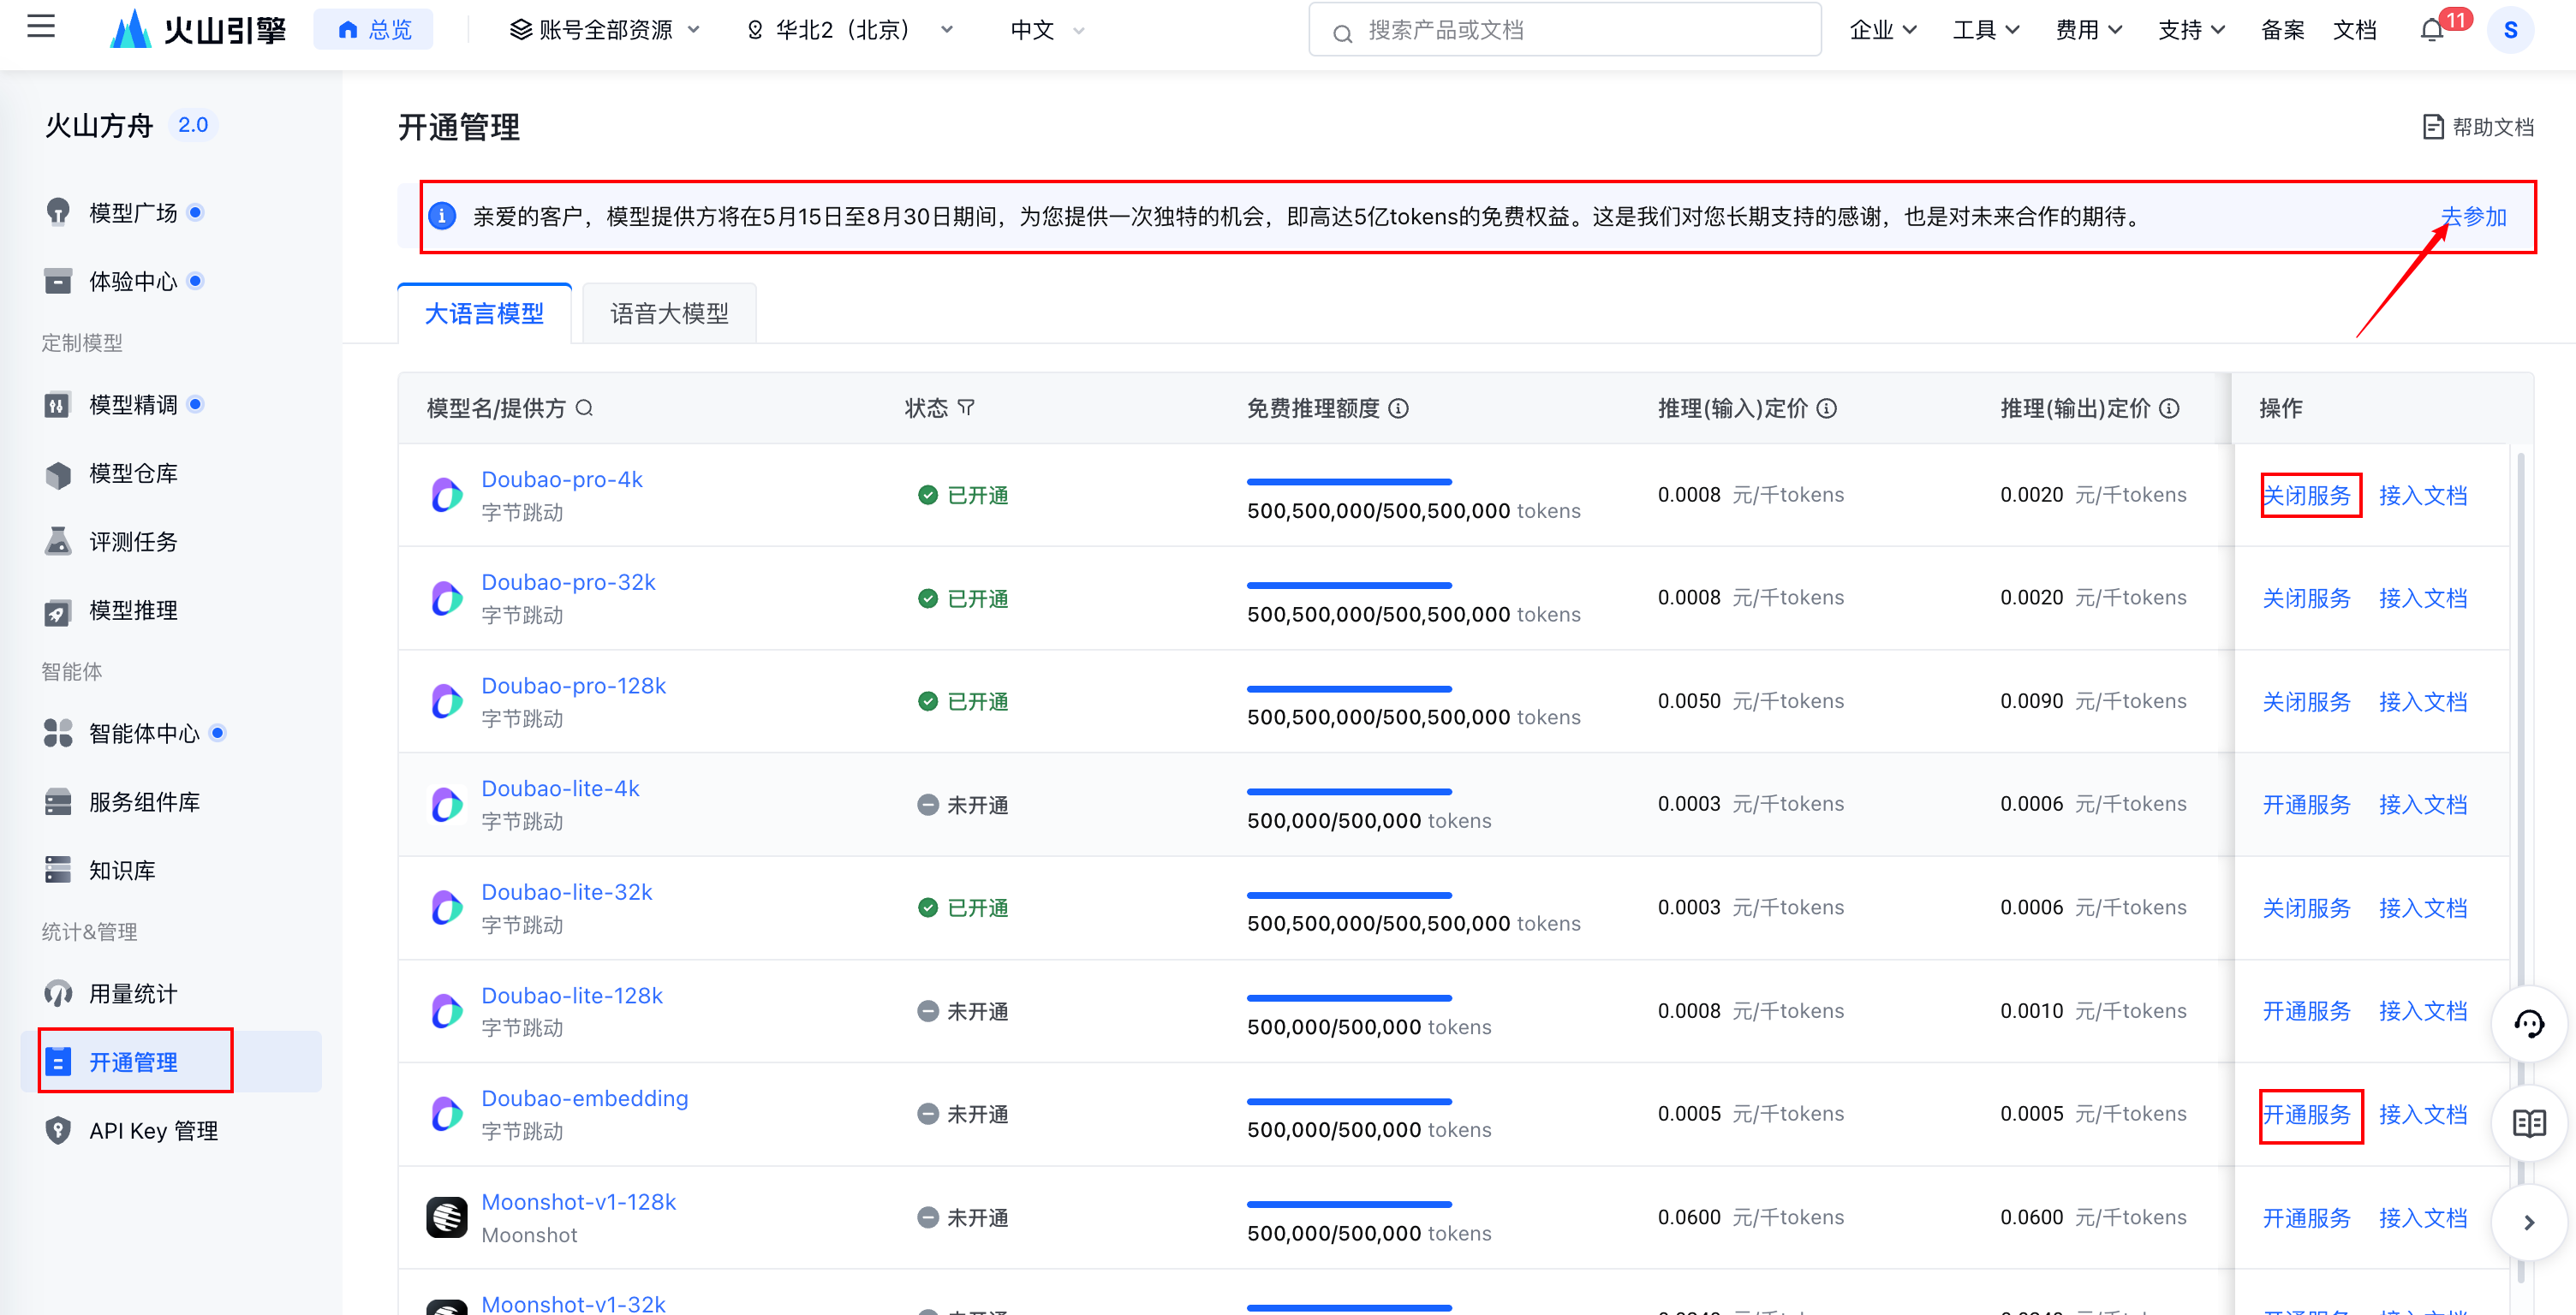 火山引擎 总览 账号全部资源 华北2（北京） 中文 搜索产品或文档 企业 工具 费用 支持 备案 文档 11 S
火山方舟 2.0
模型广场
体验中心
定制模型
模型精调
模型仓库
评测任务
模型推理
智能体
智能体中心
服务组件库
知识库
统计&管理
用量统计
开通管理
API Key 管理
开通管理
帮助文档
亲爱的客户，模型提供方将在5月15日至8月30日期间，为您提供一次独特的机会，即高达5亿tokens的免费权益。这是我们对您长期支持的感谢，也是对未来合作的期待。 去参加
大语言模型 语音大模型
模型名/提供方 状态 免费推理额度 推理(输入)定价 推理(输出)定价 操作
Doubao-pro-4k
字节跳动
已开通
500,500,000/500,500,000 tokens
0.0008 元/千tokens
0.0020 元/千tokens
关闭服务 接入文档
Doubao-pro-32k
字节跳动
已开通
500,500,000/500,500,000 tokens
0.0008 元/千tokens
0.0020 元/千tokens
关闭服务 接入文档
Doubao-pro-128k
字节跳动
已开通
500,500,000/500,500,000 tokens
0.0050 元/千tokens
0.0090 元/千tokens
关闭服务 接入文档
Doubao-lite-4k
字节跳动
未开通
500,000/500,000 tokens
0.0003 元/千tokens
0.0006 元/千tokens
开通服务 接入文档
Doubao-lite-32k
字节跳动
已开通
500,500,000/500,500,000 tokens
0.0003 元/千tokens
0.0006 元/千tokens
关闭服务 接入文档
Doubao-lite-128k
字节跳动
未开通
500,000/500,000 tokens
0.0008 元/千tokens
0.0010 元/千tokens
开通服务 接入文档
Doubao-embedding
字节跳动
未开通
500,000/500,000 tokens
0.0005 元/千tokens
0.0005 元/千tokens
开通服务 接入文档
Moonshot-v1-128k
Moonshot
未开通
500,000/500,000 tokens
0.0600 元/千tokens
0.0600 元/千tokens
开通服务 接入文档
Moonshot-v1-32k